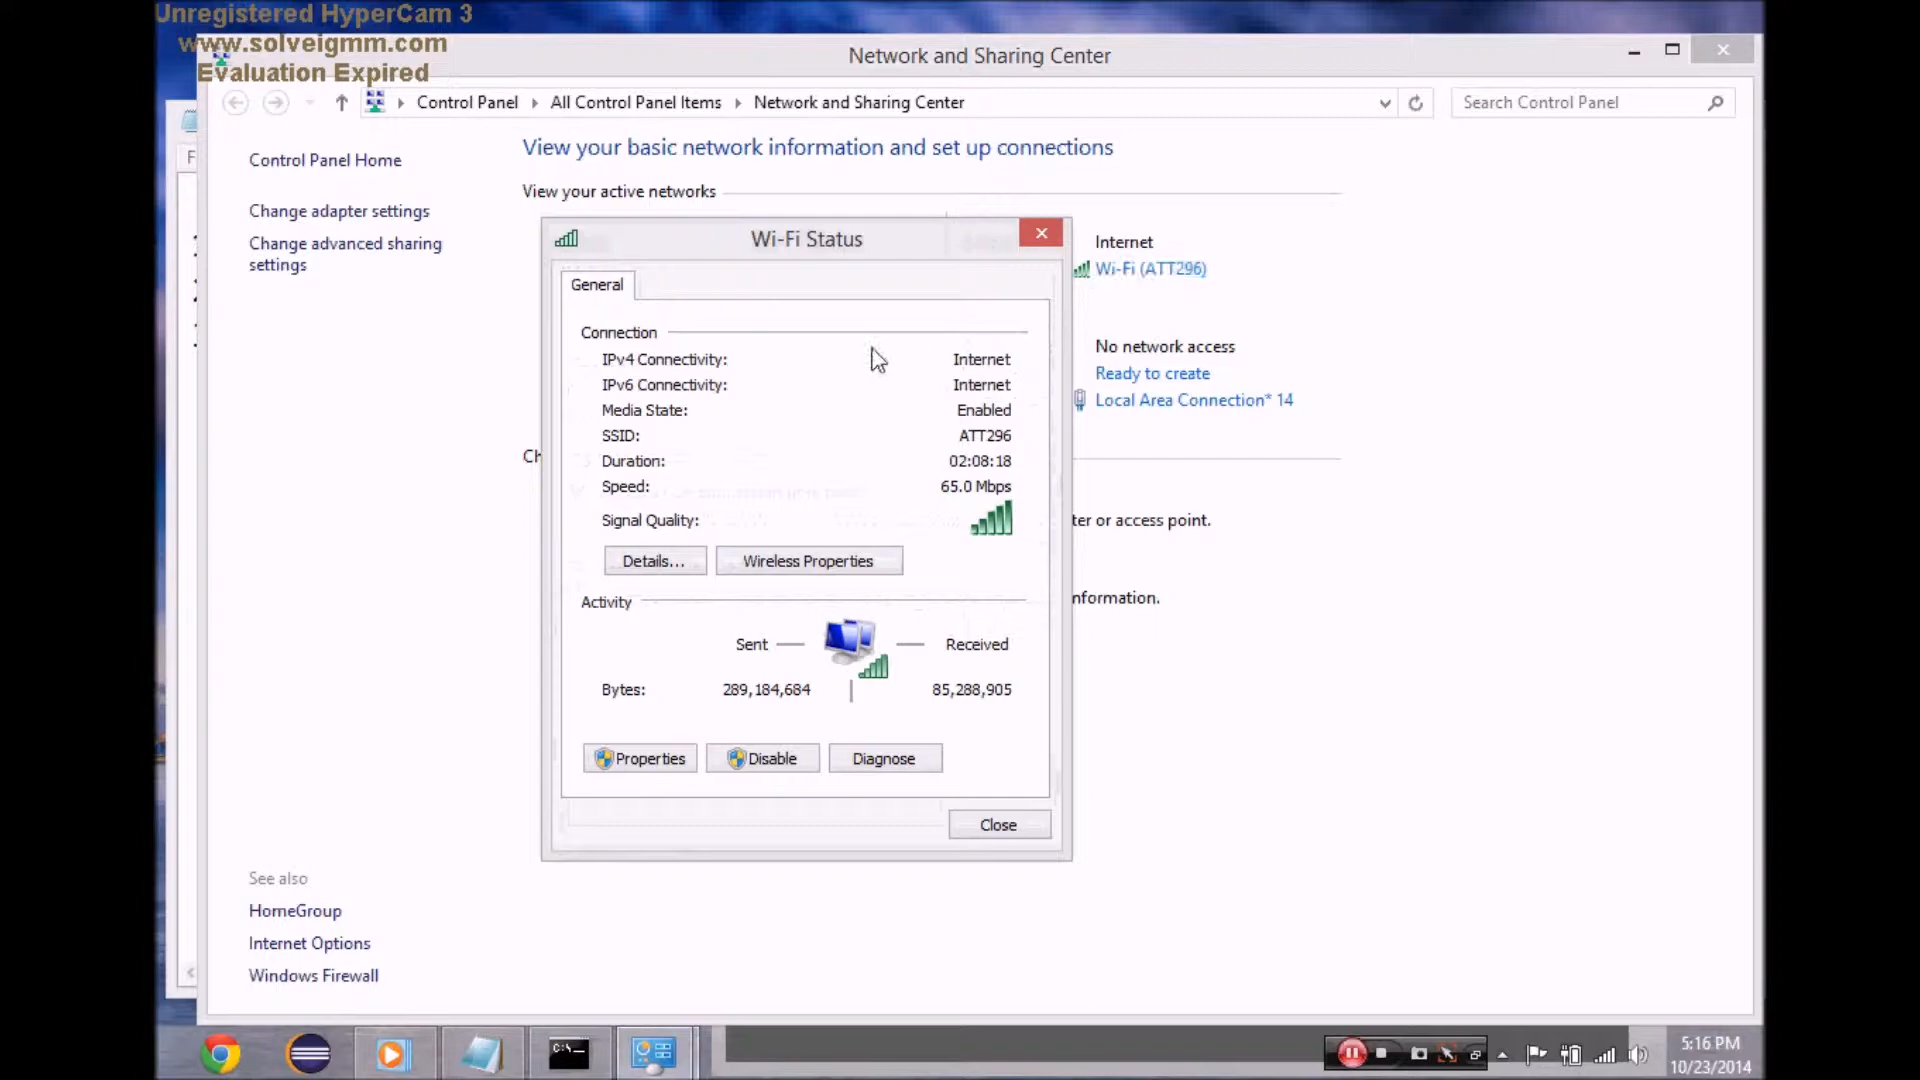 Unregistered HyperCam 3
www.solveigmm.com
Evaluation Expired
Network and Sharing Center
Control Panel All Control Panel Items Network and Sharing Center
Search Control Panel
Control Panel Home
Change adapter settings
Change advanced sharing
settings
View your basic network information and set up connections
View your active networks
Internet
Wi-Fi (ATT296)
No network access
Ready to create
Local Area Connection* 14
ter or access point.
nformation.
Wi-Fi Status
General
Connection
IPv4 Connectivity: Internet
IPv6 Connectivity: Internet
Media State: Enabled
SSID: ATT296
Duration: 02:08:18
Speed: 65.0 Mbps
Signal Quality:
Details...
Wireless Properties
Activity
Sent — — Received
Bytes: 289,184,684 85,288,905
Properties
Disable
Diagnose
Close
See also
HomeGroup
Internet Options
Windows Firewall
C:\_
5:16 PM
10/23/2014